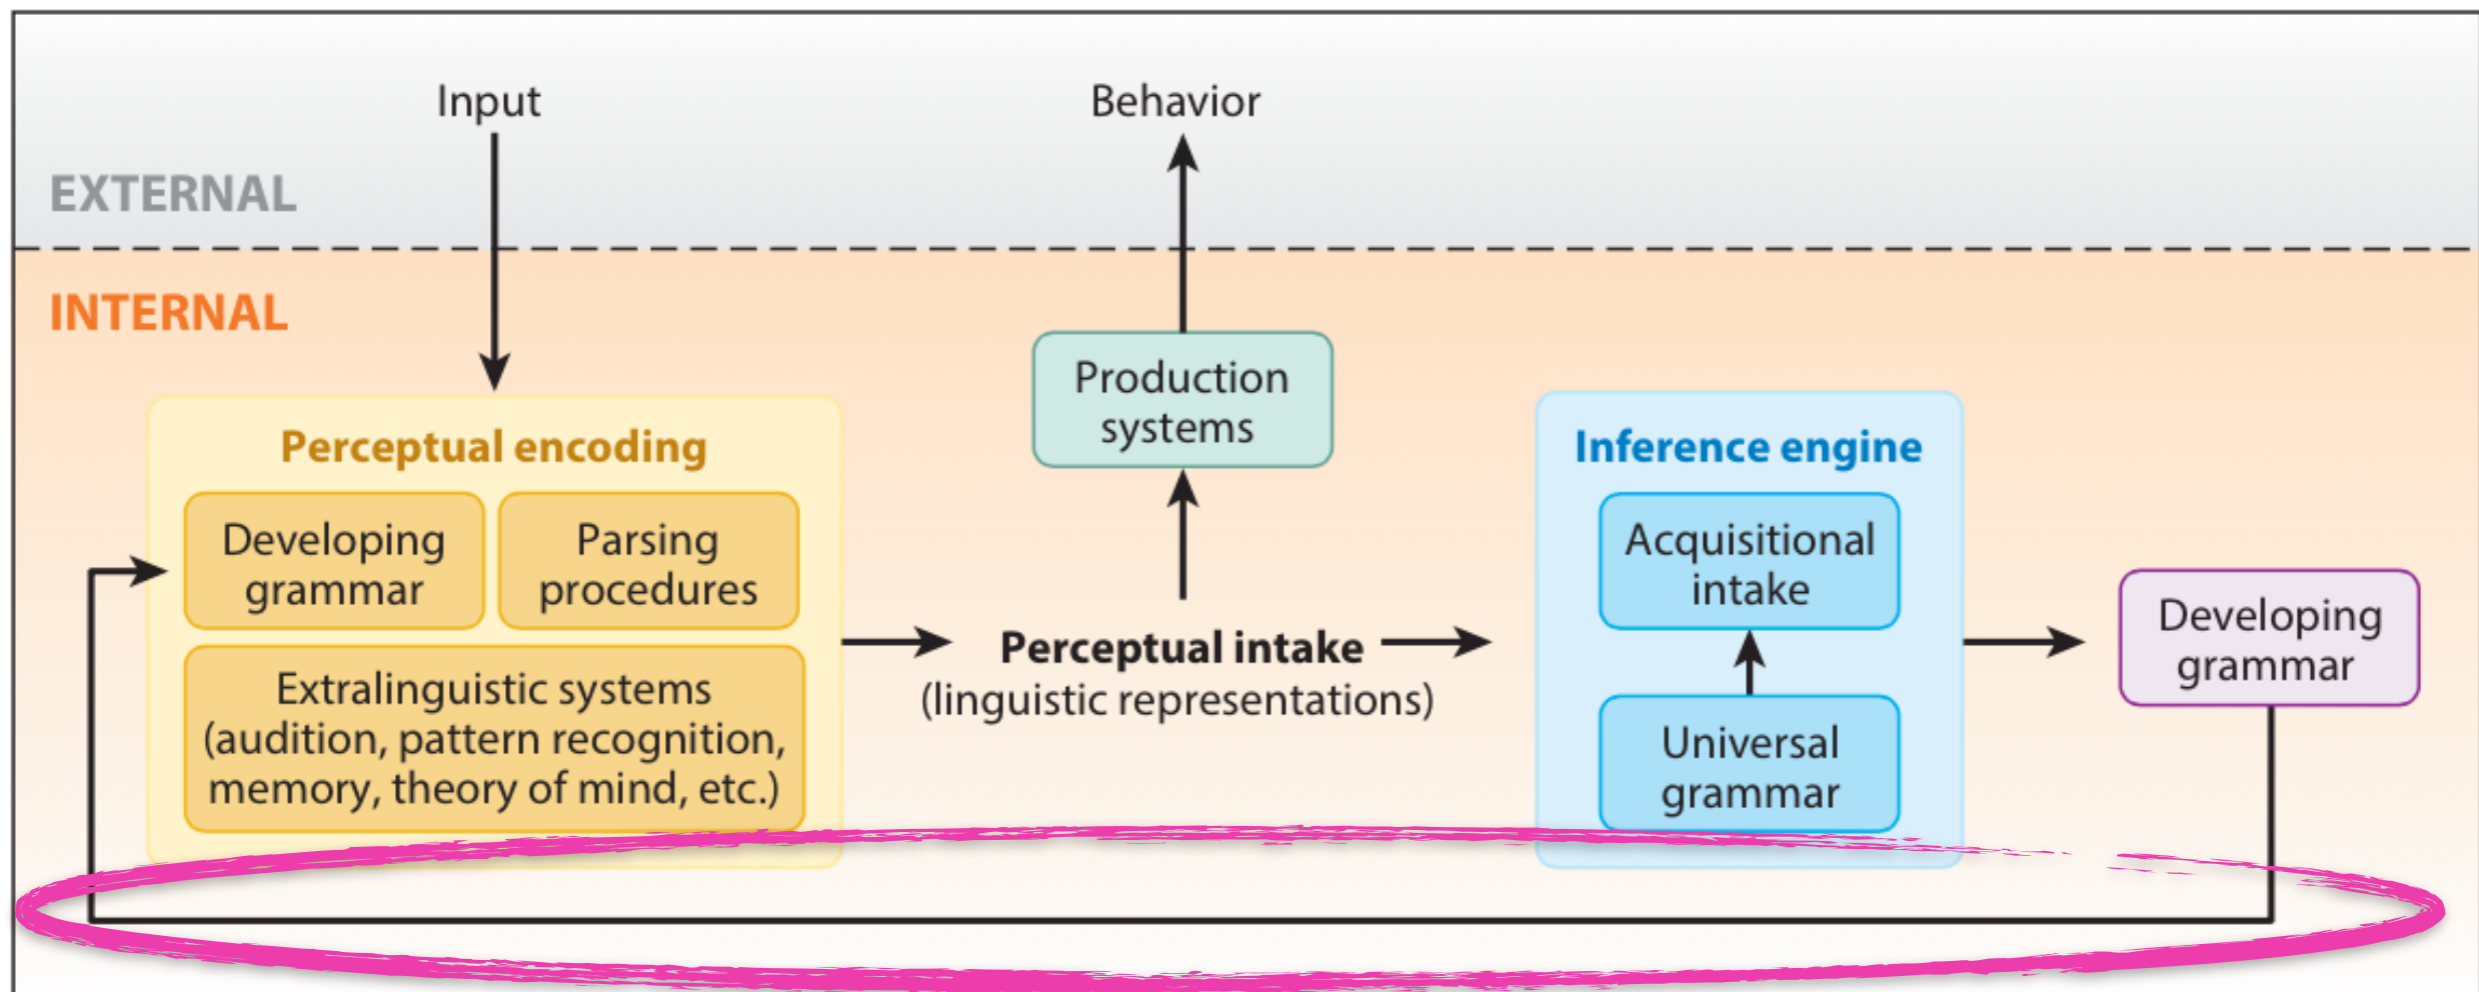 Input
Behavior
EXTERNAL
INTERNAL
Perceptual encoding
Developing
grammar
Parsing
procedures
Extralinguistic systems
(audition, pattern recognition,
memory, theory of mind, etc.)
Production
systems
Perceptual intake
(linguistic representations)
Inference engine
Acquisitional
intake
Universal
grammar
Developing
grammar